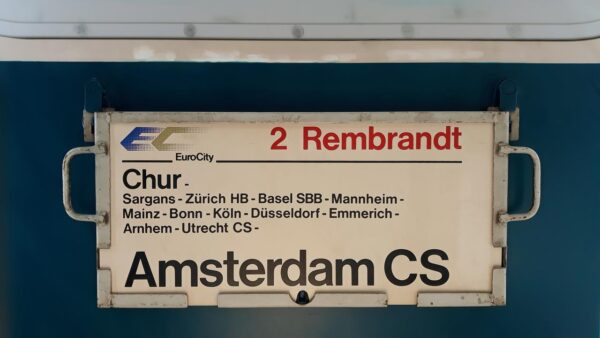 EC
EuroCity
2 Rembrandt
Chur -
Sargans - Zürich HB - Basel SBB - Mannheim -
Mainz - Bonn - Köln - Düsseldorf - Emmerich -
Arnhem - Utrecht CS -
Amsterdam CS